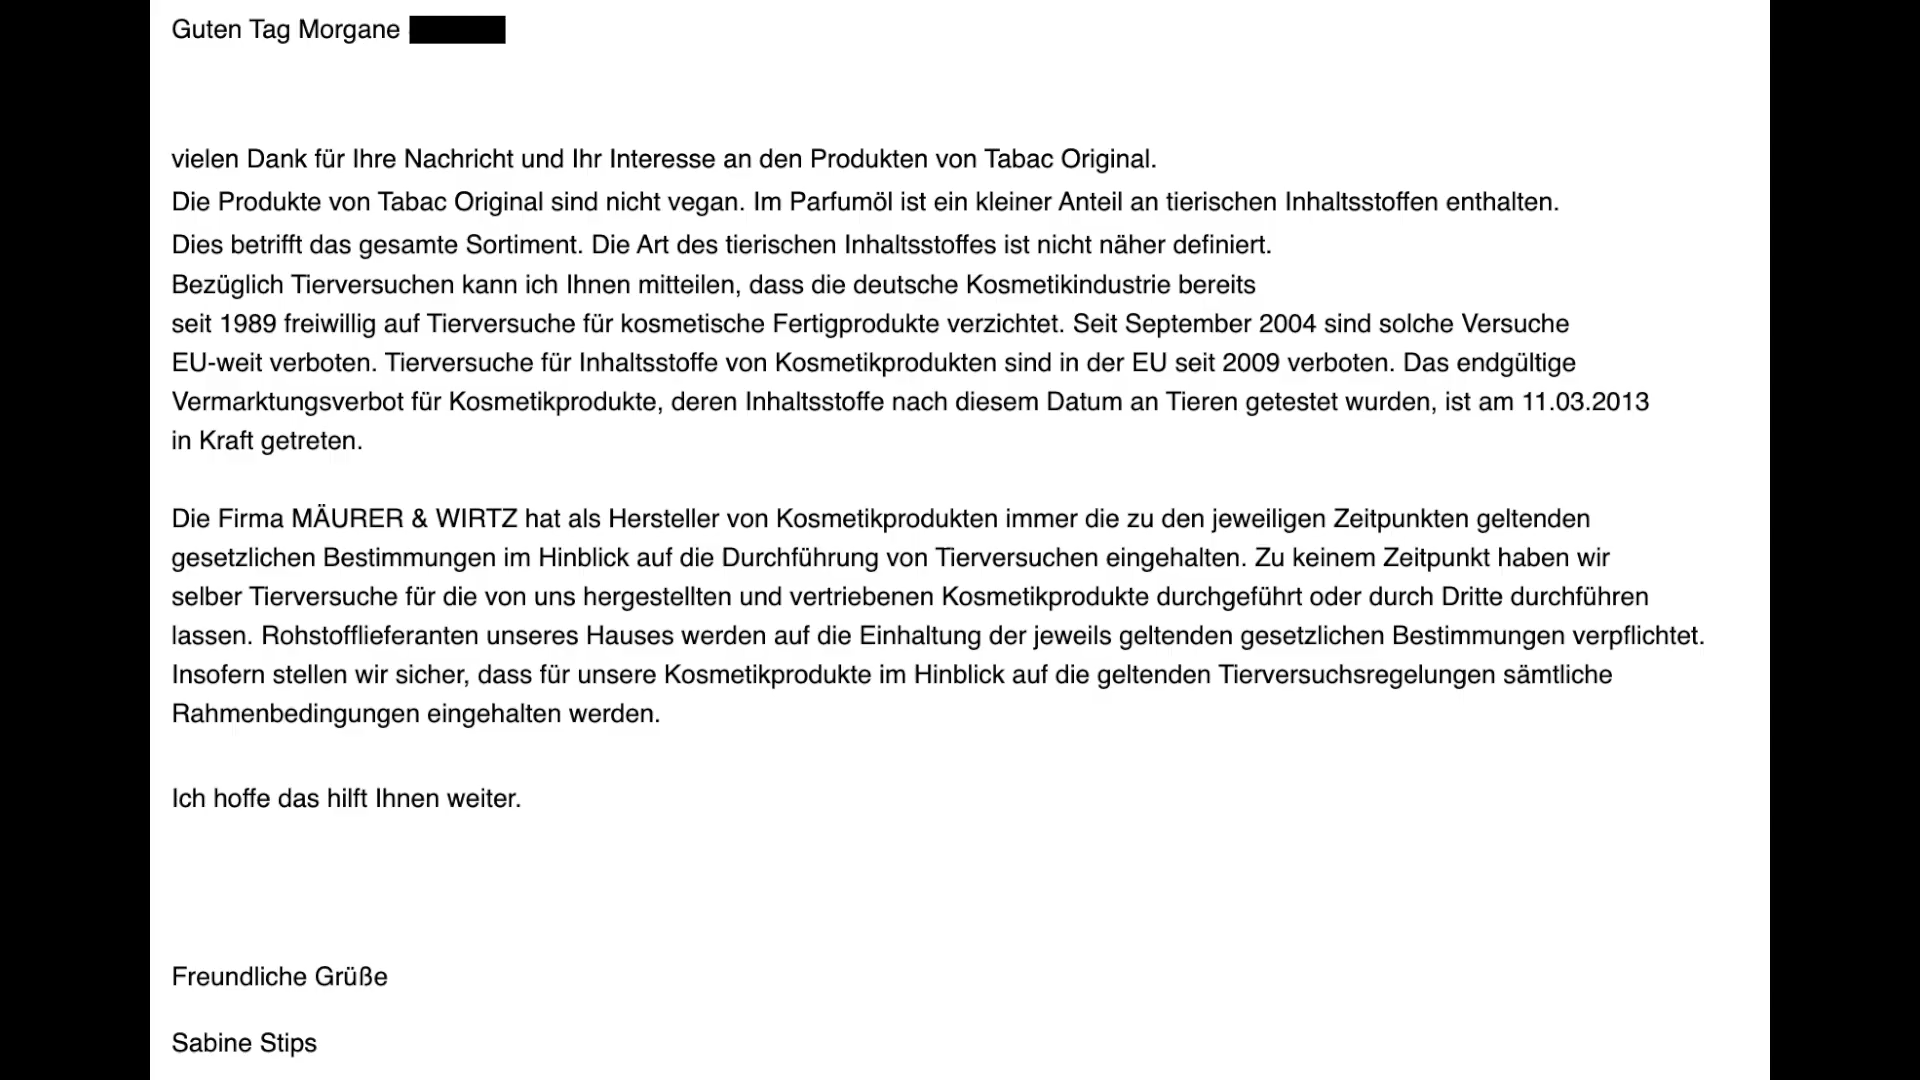 Guten Tag Morgane
vielen Dank für Ihre Nachricht und Ihr Interesse an den Produkten von Tabac Original.
Die Produkte von Tabac Original sind nicht vegan. Im Parfumöl ist ein kleiner Anteil an tierischen Inhaltsstoffen enthalten.
Dies betrifft das gesamte Sortiment. Die Art des tierischen Inhaltsstoffes ist nicht näher definiert.
Bezüglich Tierversuchen kann ich Ihnen mitteilen, dass die deutsche Kosmetikindustrie bereits
seit 1989 freiwillig auf Tierversuche für kosmetische Fertigprodukte verzichtet. Seit September 2004 sind solche Versuche
EU-weit verboten. Tierversuche für Inhaltsstoffe von Kosmetikprodukten sind in der EU seit 2009 verboten. Das endgültige
Vermarktungsverbot für Kosmetikprodukte, deren Inhaltsstoffe nach diesem Datum an Tieren getestet wurden, ist am 11.03.2013
in Kraft getreten.
Die Firma MÄURER & WIRTZ hat als Hersteller von Kosmetikprodukten immer die zu den jeweiligen Zeitpunkten geltenden
gesetzlichen Bestimmungen im Hinblick auf die Durchführung von Tierversuchen eingehalten. Zu keinem Zeitpunkt haben wir
selber Tierversuche für die von uns hergestellten und vertriebenen Kosmetikprodukte durchgeführt oder durch Dritte durchführen
lassen. Rohstofflieferanten unseres Hauses werden auf die Einhaltung der jeweils geltenden gesetzlichen Bestimmungen verpflichtet.
Insofern stellen wir sicher, dass für unsere Kosmetikprodukte im Hinblick auf die geltenden Tierversuchsregelungen sämtliche
Rahmenbedingungen eingehalten werden.
Ich hoffe das hilft Ihnen weiter.
Freundliche Grüße
Sabine Stips